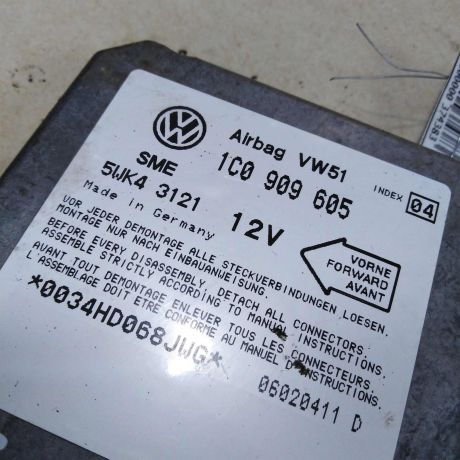 Airbag VW51
SME
1C0 909 605
INDEX 04
5WK4 3121
12V
Made in Germany
VORNE
FORWARD
AVANT
VOR JEDER DEMONTAGE ALLE STECKVERBINDUNGEN LOESEN.
MONTAGE NUR NACH EINBAUANWEISUNG.
BEFORE EVERY DISASSEMBLY, DETACH ALL CONNECTORS
ASSEMBLE STRICTLY ACCORDING TO MANUAL INSTRUCTIONS.
AVANT TOUT DEMONTAGE ENLEVER TOUS LES CONNECTEURS.
L'ASSEMBLAGE DOIT ETRE CONFORME AU MANUEL D'INSTRUCTIONS
*0034HD068JWG*
06020411 D